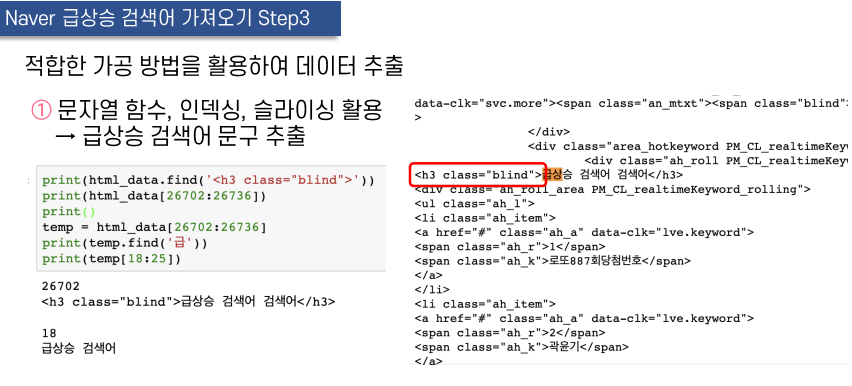 Naver 급상승 검색어 가져오기 Step3
적합한 가공 방법을 활용하여 데이터 추출
① 문자열 함수, 인덱싱, 슬라이싱 활용
→ 급상승 검색어 문구 추출
print(html_data.find('<h3 class="blind">'))
print(html_data[26702:26736])
print()
temp = html_data[26702:26736]
print(temp.find('급'))
print(temp[18:25])
26702
<h3 class="blind">급상승 검색어 검색어</h3>
18
급상승 검색어
data-clk="svc.more"><span class="an_mtxt"><span class="blind"
>
</div>
<div class="area_hotkeyword PM_CL_realtimeKeyw
<div class="ah_roll PM_CL_realtimeKeyw
<h3 class="blind">급상승 검색어 검색어</h3>
<div class="ah_roll_area PM_CL_realtimeKeyword_rolling">
<ul class="ah_l">
<li class="ah_item">
<a href="#" class="ah_a" data-clk="lve.keyword">
<span class="ah_r">1</span>
<span class="ah_k">로또887회당첨번호</span>
</a>
</li>
<li class="ah_item">
<a href="#" class="ah_a" data-clk="lve.keyword">
<span class="ah_r">2</span>
<span class="ah_k">곽윤기</span>
</a>